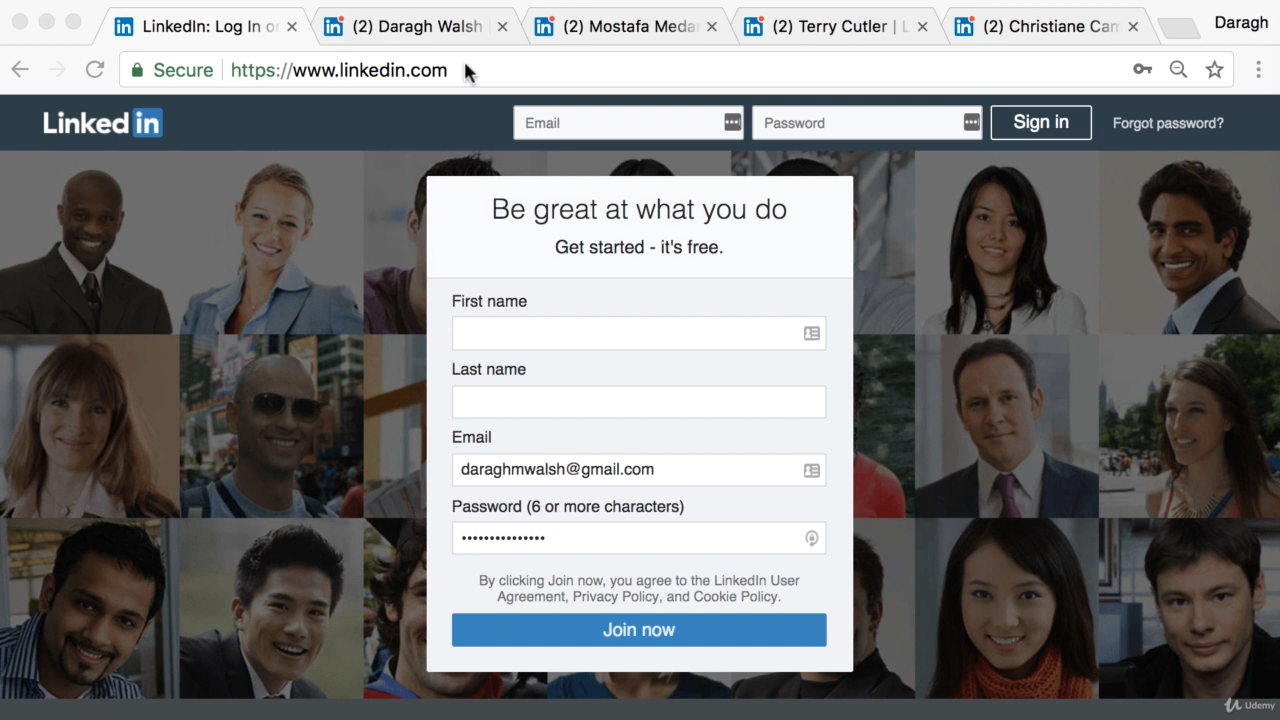 LinkedIn: Log In or
(2) Daragh Walsh
(2) Mostafa Medar
(2) Terry Cutler | L
(2) Christiane Cam
Daragh
Secure
https://www.linkedin.com
Linked in
Email
Password
Sign in
Forgot password?
Be great at what you do
Get started - it's free.
First name
Last name
Email
daraghmwalsh@gmail.com
Password (6 or more characters)
•••••••••••••••
By clicking Join now, you agree to the LinkedIn User
Agreement, Privacy Policy, and Cookie Policy.
Join now
Udemy